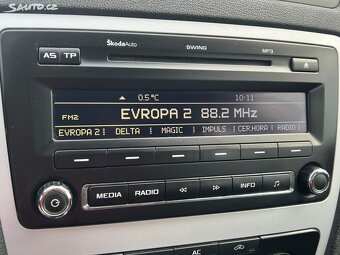 SAUTO.cz
ŠkodaAuto SWING MP3
AS TP
0.5°C 10:11
EVROPA 2 88.2 MHz
FM2
EVROPA 2 | DELTA | MAGIC | IMPULS | CER.HORA | RADIO 1
MEDIA RADIO INFO
AC